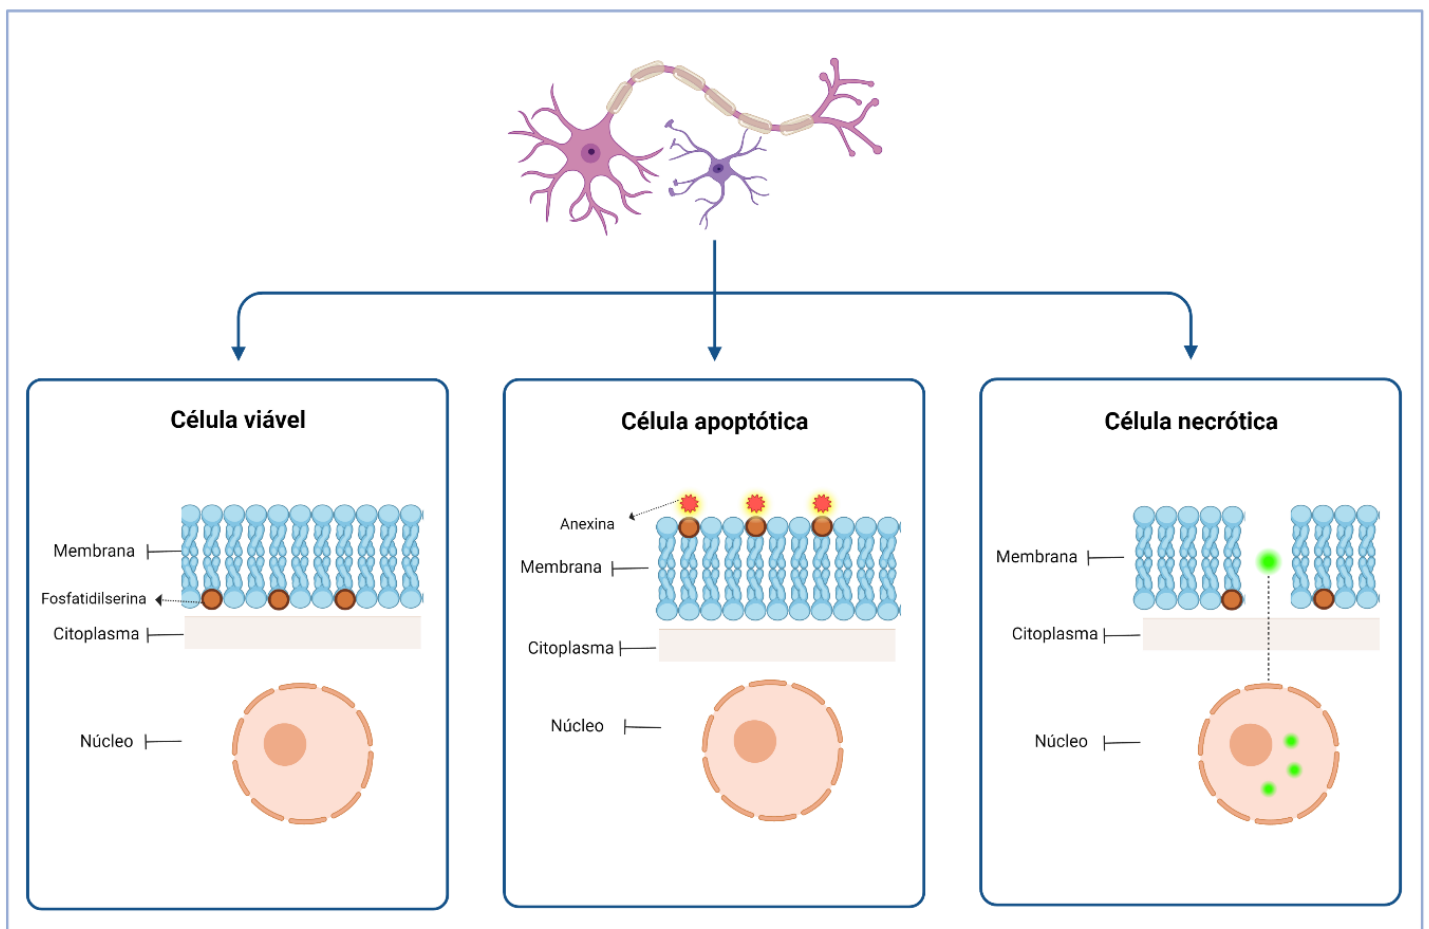 Célula viável
Membrana
Fosfatidilserina
Citoplasma
Núcleo
Célula apoptótica
Anexina
Membrana
Citoplasma
Núcleo
Célula necrótica
Membrana
Citoplasma
Núcleo